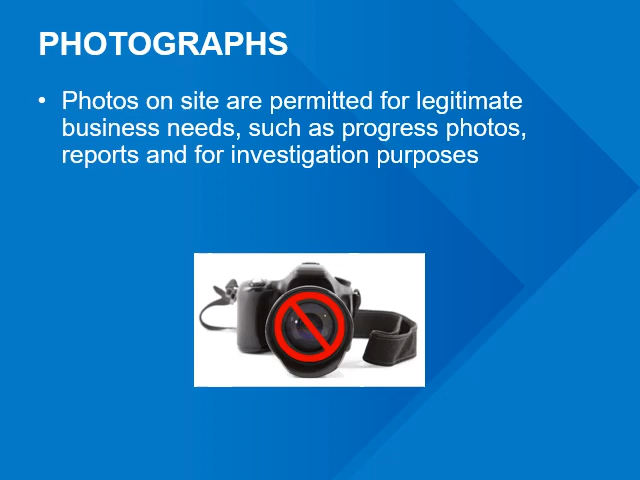 PHOTOGRAPHS
• Photos on site are permitted for legitimate
business needs, such as progress photos,
reports and for investigation purposes